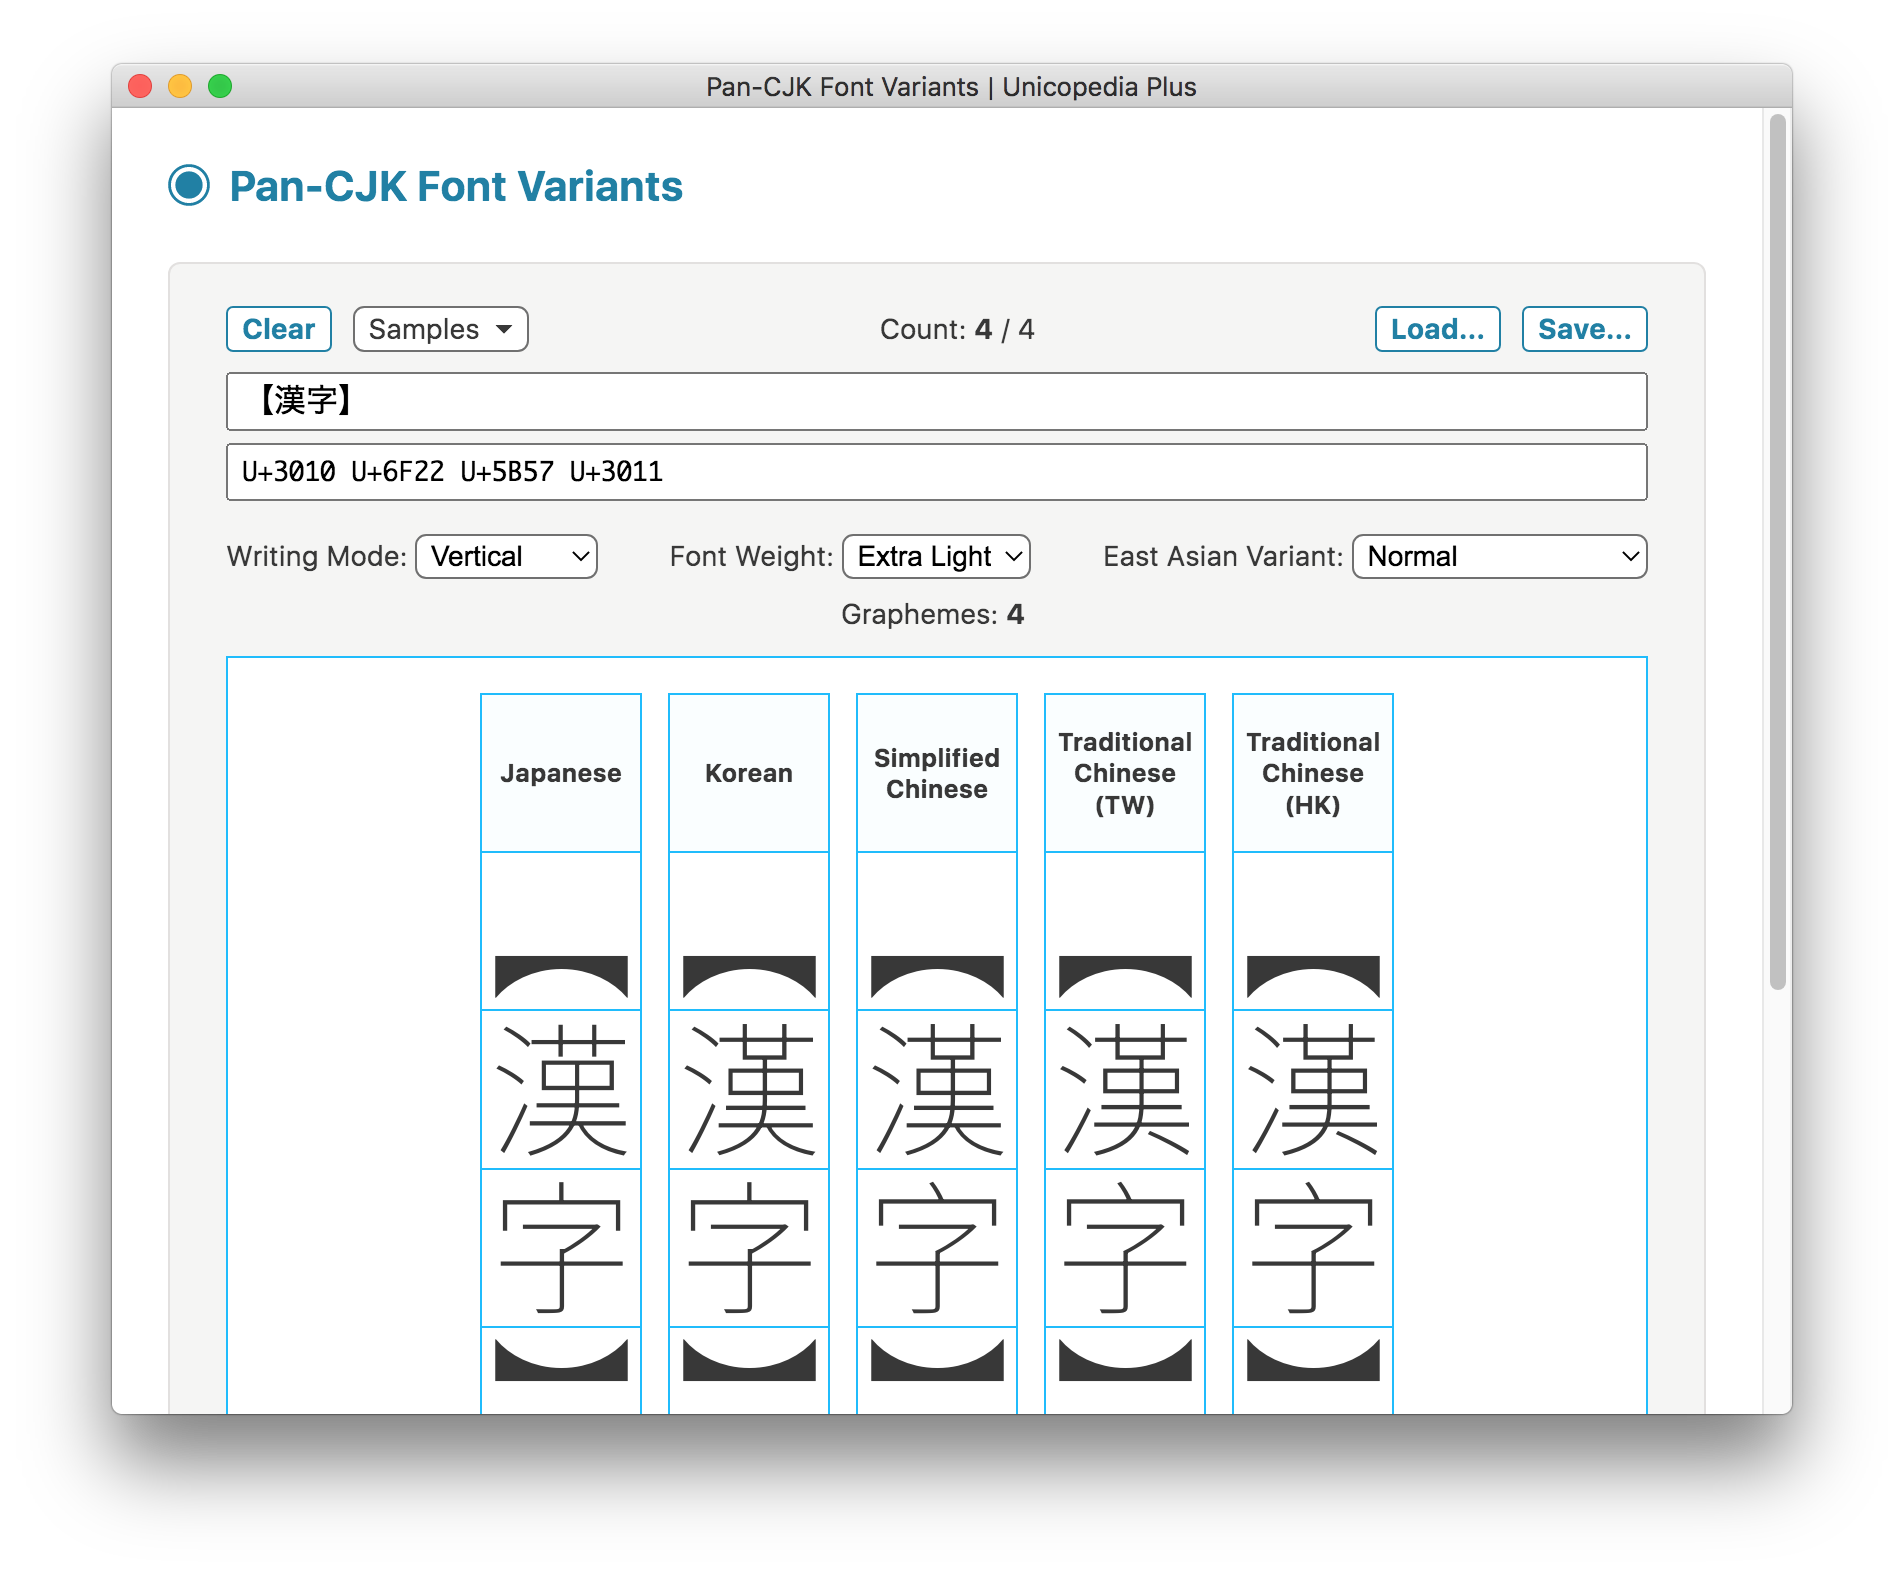 Pan-CJK Font Variants | Unicopedia Plus
Pan-CJK Font Variants
Clear Samples Count: 4 / 4 Load... Save...
【漢字】
U+3010 U+6F22 U+5B57 U+3011
Writing Mode: Vertical Font Weight: Extra Light East Asian Variant: Normal
Graphemes: 4
Japanese
【漢字】
Korean
【漢字】
Simplified
Chinese
【漢字】
Traditional
Chinese
(TW)
【漢字】
Traditional
Chinese
(HK)
【漢字】